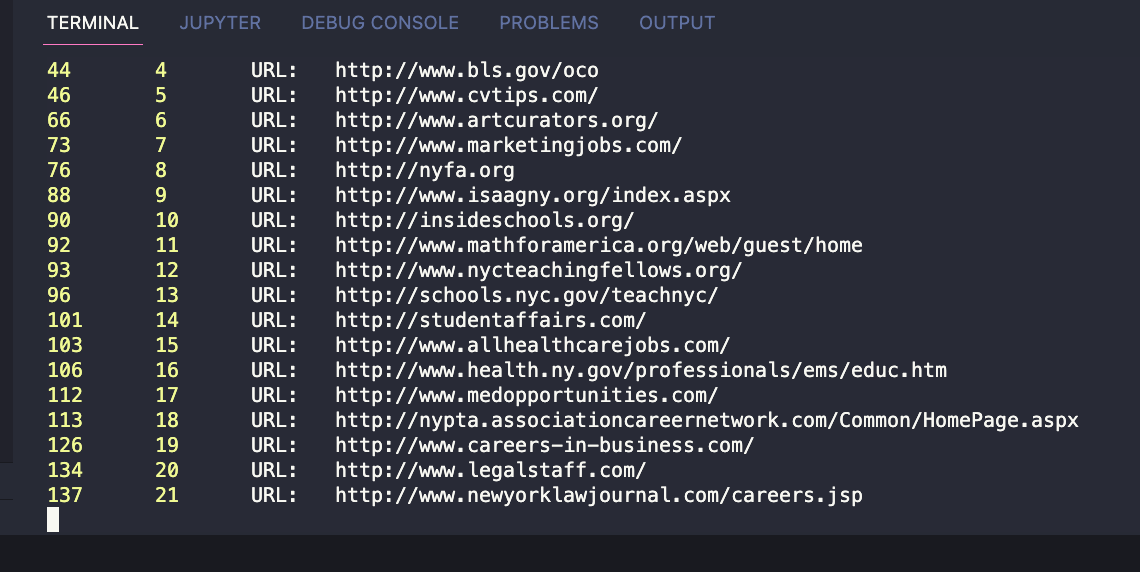 TERMINAL JUPYTER DEBUG CONSOLE PROBLEMS OUTPUT
44 4 URL: http://www.bls.gov/oco
46 5 URL: http://www.cvtips.com/
66 6 URL: http://www.artcurators.org/
73 7 URL: http://www.marketingjobs.com/
76 8 URL: http://nyfa.org
88 9 URL: http://www.isaagny.org/index.aspx
90 10 URL: http://insideschools.org/
92 11 URL: http://www.mathforamerica.org/web/guest/home
93 12 URL: http://www.nycteachingfellows.org/
96 13 URL: http://schools.nyc.gov/teachnyc/
101 14 URL: http://studentaffairs.com/
103 15 URL: http://www.allhealthcarejobs.com/
106 16 URL: http://www.health.ny.gov/professionals/ems/educ.htm
112 17 URL: http://www.medopportunities.com/
113 18 URL: http://nypta.associationcareernetwork.com/Common/HomePage.aspx
126 19 URL: http://www.careers-in-business.com/
134 20 URL: http://www.legalstaff.com/
137 21 URL: http://www.newyorklawjournal.com/careers.jsp